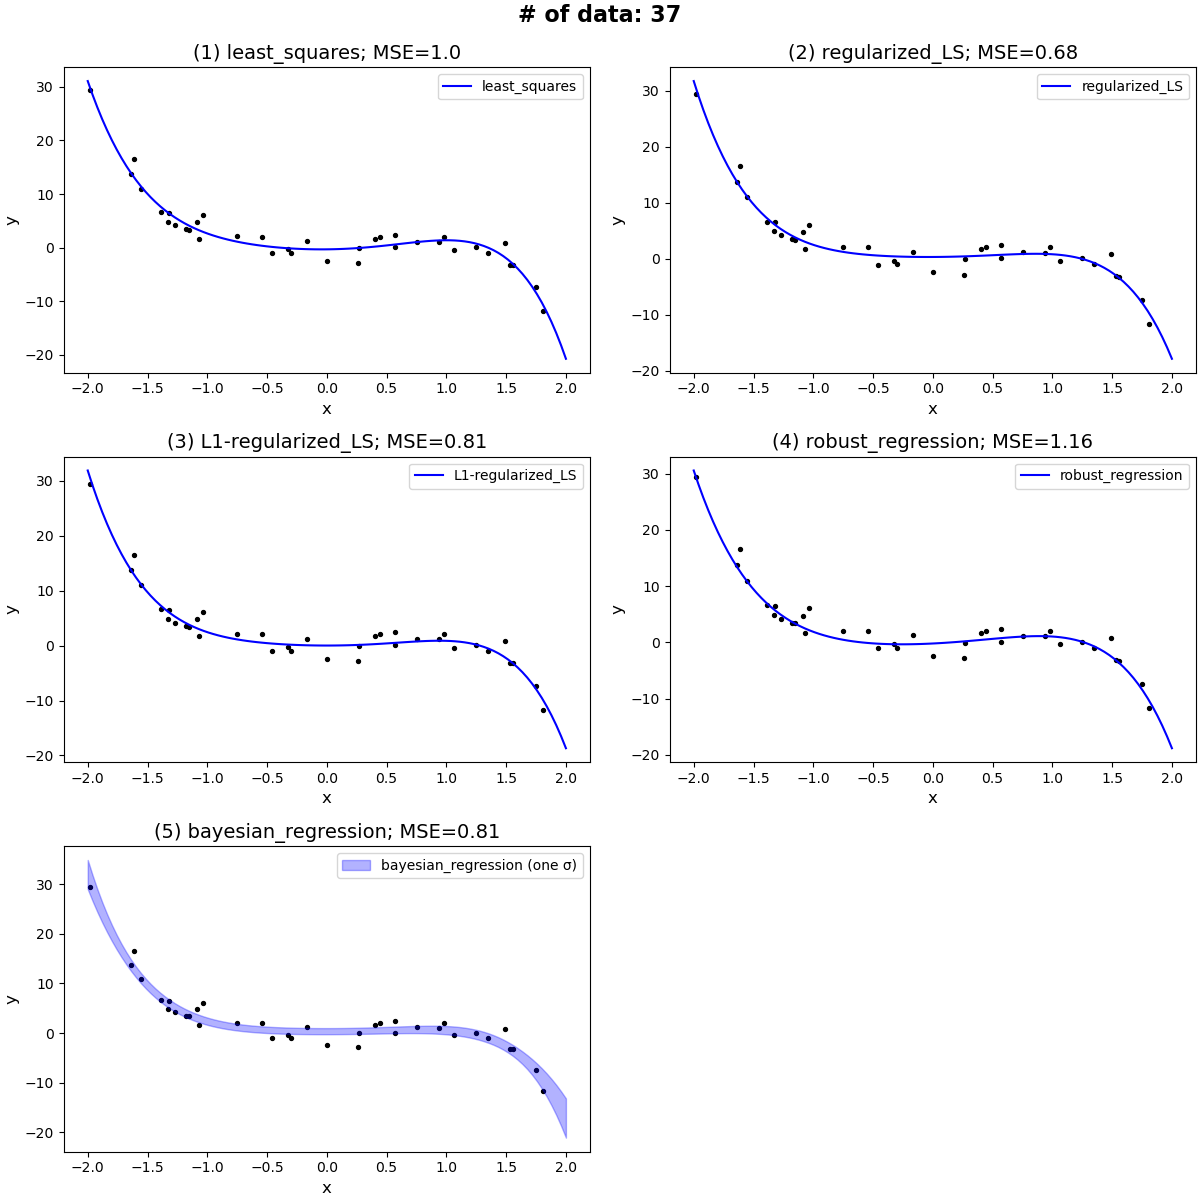 # of data: 37
(1) least_squares; MSE=1.0
least_squares
30
20
10
0
−10
−20
y
−2.0 −1.5 −1.0 −0.5 0.0 0.5 1.0 1.5 2.0
x
(2) regularized_LS; MSE=0.68
regularized_LS
30
20
10
0
−10
−20
y
−2.0 −1.5 −1.0 −0.5 0.0 0.5 1.0 1.5 2.0
x
(3) L1-regularized_LS; MSE=0.81
L1-regularized_LS
30
20
10
0
−10
−20
y
−2.0 −1.5 −1.0 −0.5 0.0 0.5 1.0 1.5 2.0
x
(4) robust_regression; MSE=1.16
robust_regression
30
20
10
0
−10
−20
y
−2.0 −1.5 −1.0 −0.5 0.0 0.5 1.0 1.5 2.0
x
(5) bayesian_regression; MSE=0.81
bayesian_regression (one σ)
30
20
10
0
−10
−20
y
−2.0 −1.5 −1.0 −0.5 0.0 0.5 1.0 1.5 2.0
x